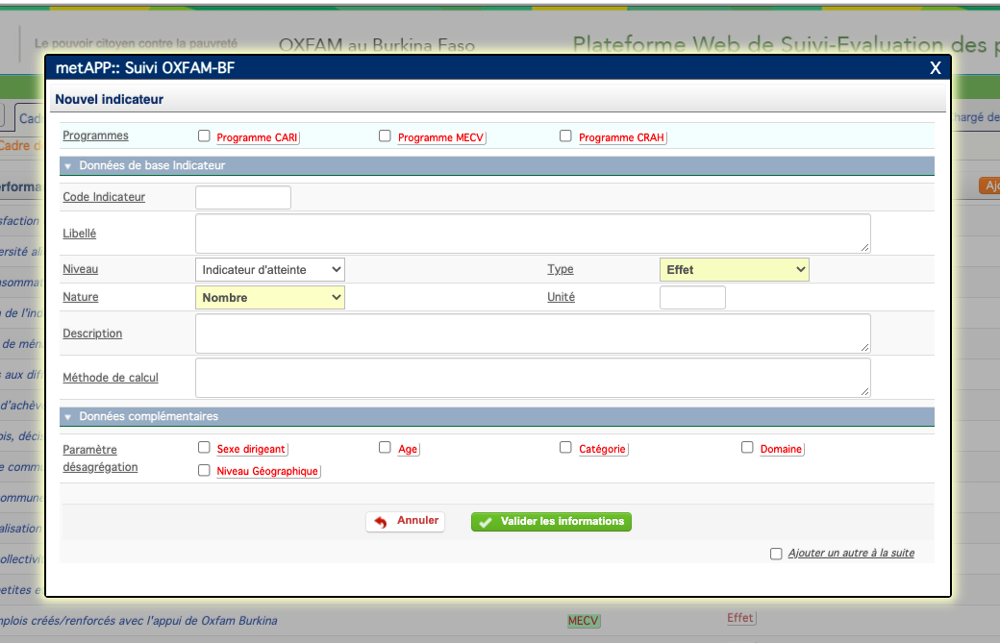 Le pouvoir citoyen contre la pauvreté OXFAM au Burkina Faso Plateforme Web de Suivi-Evaluation des
metAPP:: Suivi OXFAM-BF X
Nouvel indicateur
Programmes Programme CARI Programme MECV Programme CRAH
Données de base Indicateur
Code Indicateur
Libellé
Niveau Indicateur d'atteinte Type Effet
Nature Nombre Unité
Description
Méthode de calcul
Données complémentaires
Paramètre désagrégation Sexe dirigeant Age Catégorie Domaine
Niveau Géographique
Annuler Valider les informations
Ajouter un autre à la suite
mplois créés/renforcés avec l'appui de Oxfam Burkina MECV Effet